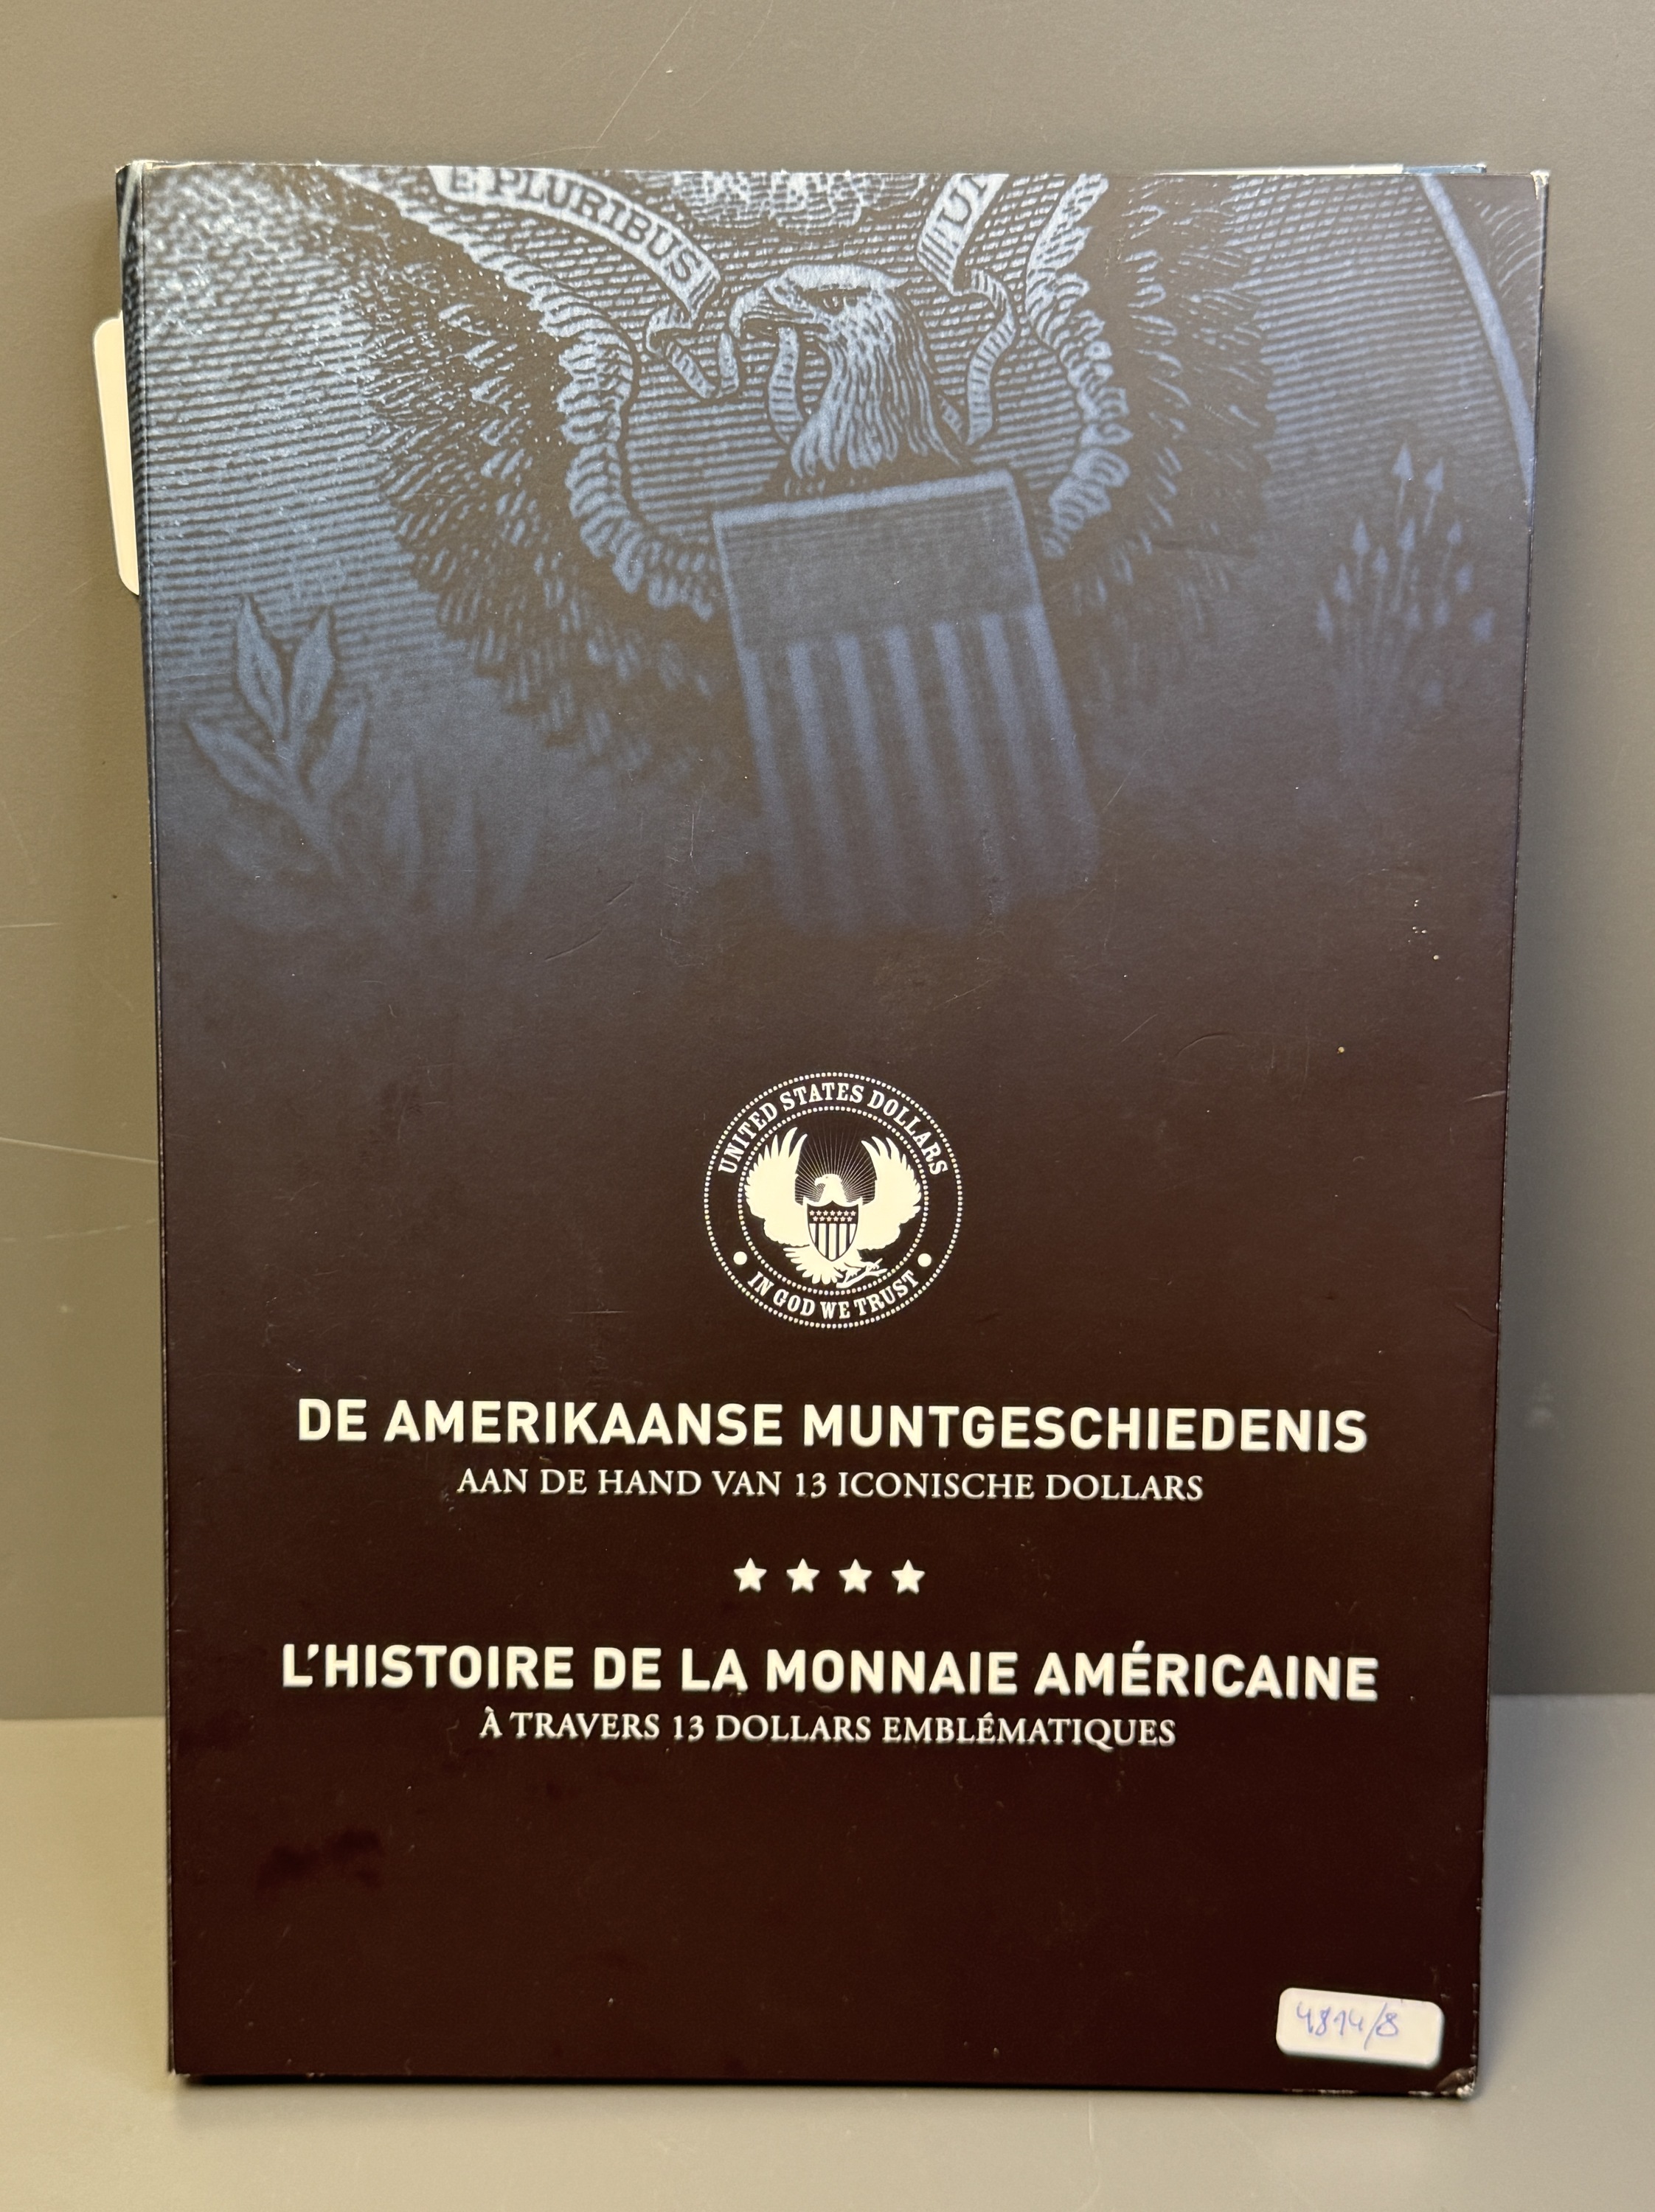 E PLURIBUS
UNITED STATES DOLLARS
IN GOD WE TRUST
DE AMERIKAANSE MUNTGESCHIEDENIS
AAN DE HAND VAN 13 ICONISCHE DOLLARS
L'HISTOIRE DE LA MONNAIE AMÉRICAINE
À TRAVERS 13 DOLLARS EMBLÉMATIQUES
4814/8